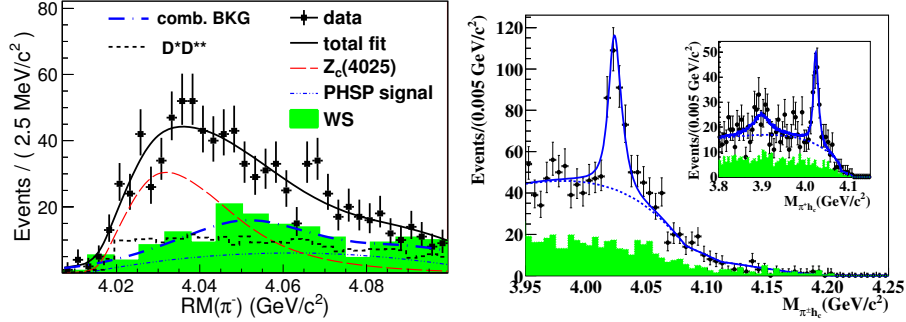 80
60
40
20
4.02
4.04
4.06
4.08
Events / ( 2.5 MeV/c²)
RM(π⁻) (GeV/c²)
comb. BKG
D*D**
data
total fit
Z_c(4025)
PHSP signal
WS
120
100
80
60
40
20
0
3.95
4.00
4.05
4.10
4.15
4.20
4.25
Events/(0.005 GeV/c²)
M_π±h_c(GeV/c²)
50
40
30
20
10
0
3.8
3.9
4.0
4.1
Events/(0.005 GeV/c²)
M_π⁺h_c(GeV/c²)